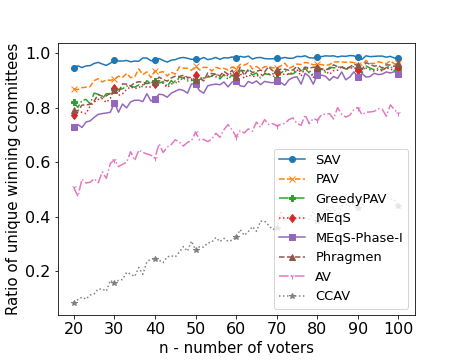 Ratio of unique winning committees
1.0
0.8
0.6
0.4
0.2
SAV
PAV
GreedyPAV
MEqS
MEqS-Phase-I
Phragmen
AV
CCAV
20 30 40 50 60 70 80 90 100
n - number of voters